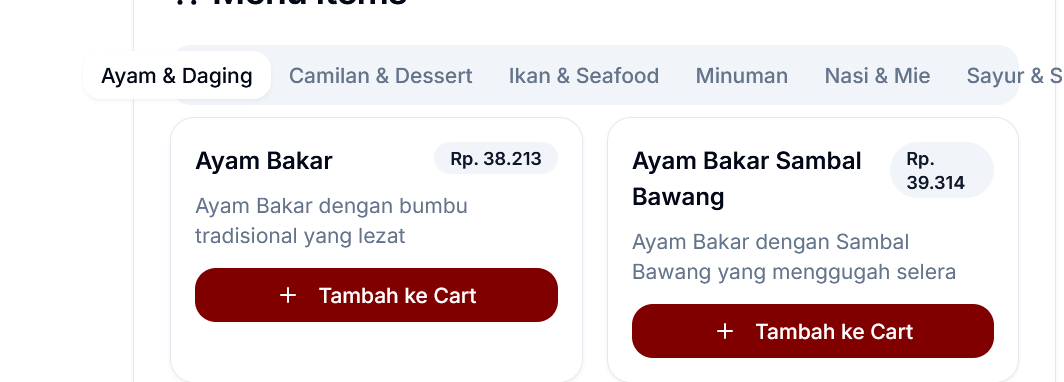 Menu Items
Ayam & Daging
Camilan & Dessert
Ikan & Seafood
Minuman
Nasi & Mie
Sayur & S
Ayam Bakar
Rp. 38.213
Ayam Bakar dengan bumbu
tradisional yang lezat
+ Tambah ke Cart
Ayam Bakar Sambal
Bawang
Rp.
39.314
Ayam Bakar dengan Sambal
Bawang yang menggugah selera
+ Tambah ke Cart